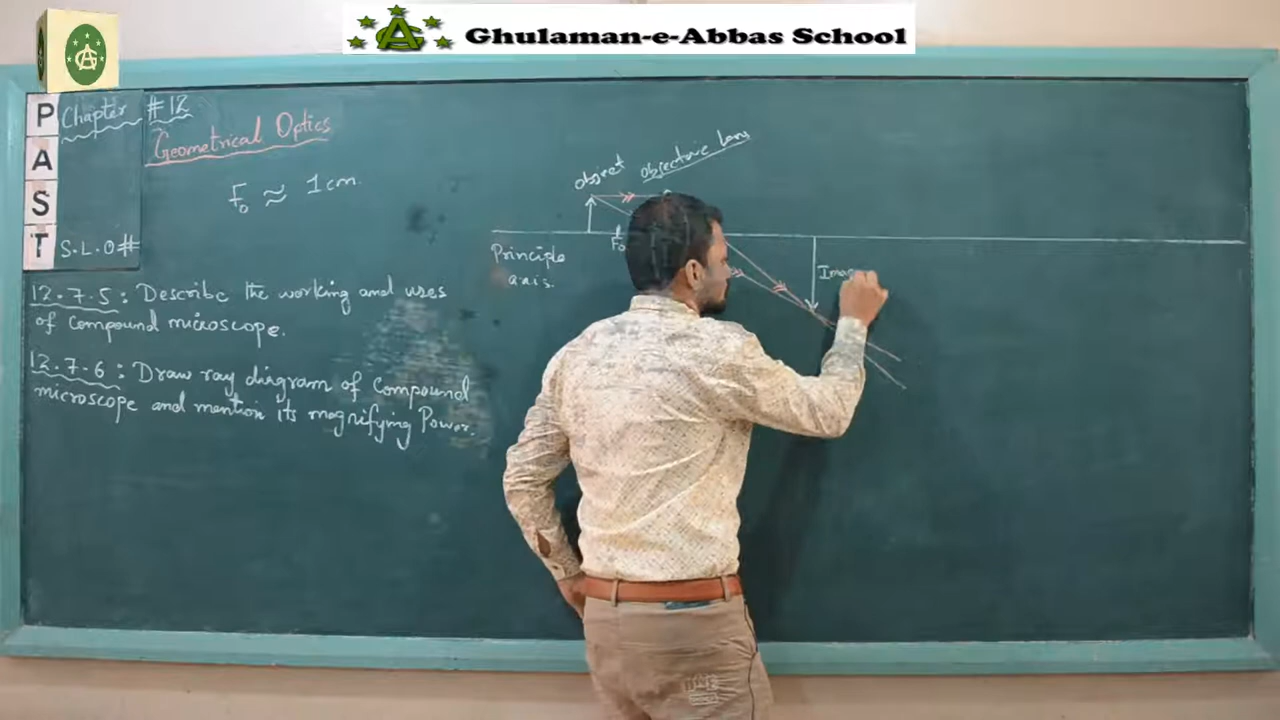 Ghulaman-e-Abbas School
P
A
S
T
Chapter #12
Geometrical Optics
S.L.O#
F₀ ≈ 1cm.
12.7.5: Describe the working and uses
of compound microscope.
12.7.6: Draw ray diagram of compound
microscope and mention its magnifying Power.
Object
Objective lens
F₀
Principle
axis.